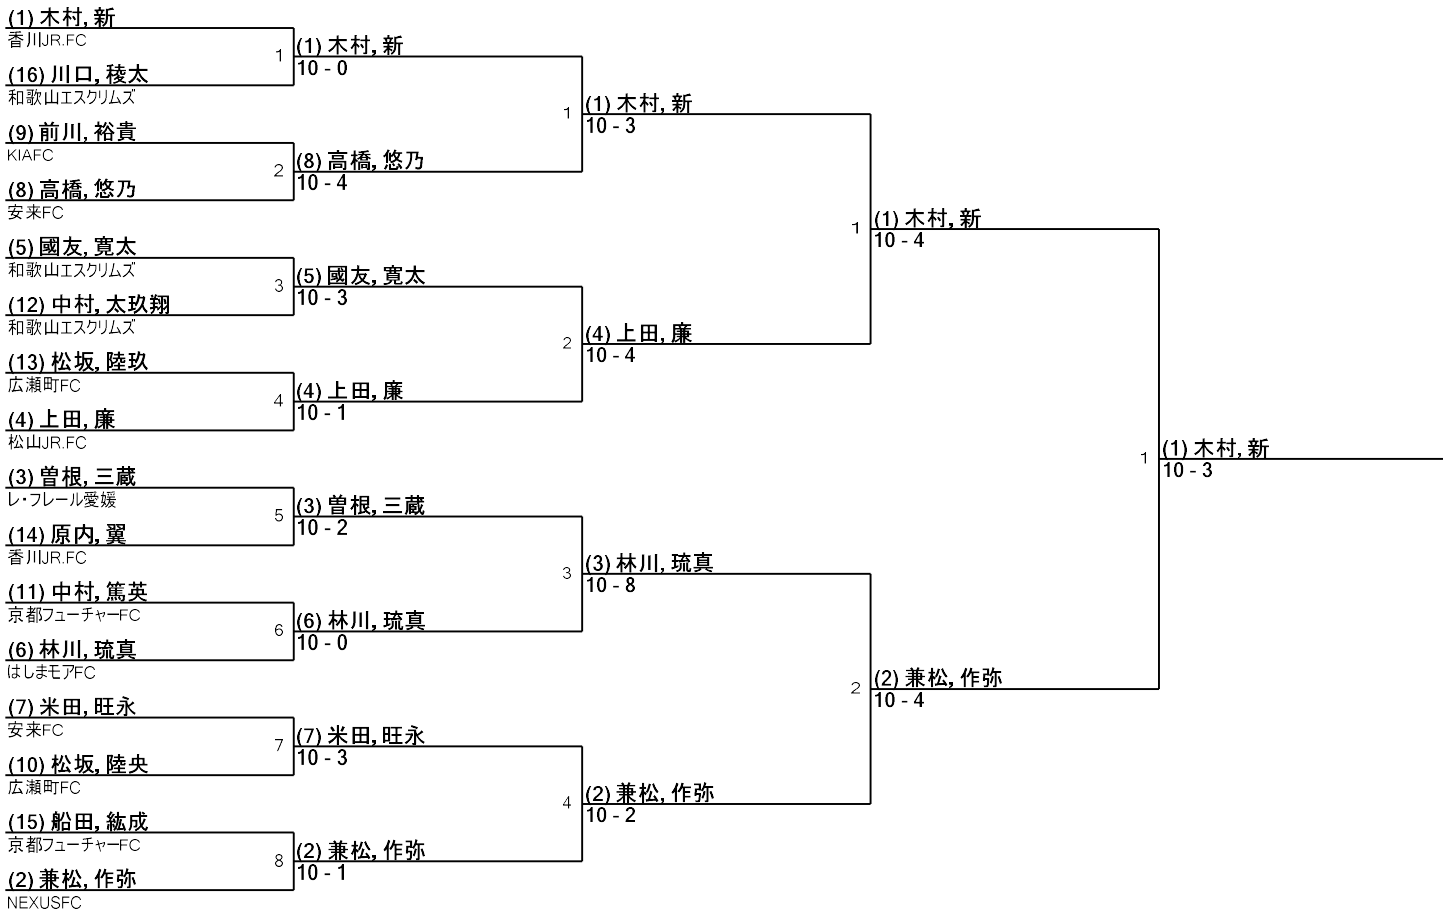 (1) 木村, 新
香川JR.FC
(16) 川口, 稜太
和歌山エスクリムズ
(9) 前川, 裕貴
KIAFC
(8) 高橋, 悠乃
安来FC
(5) 國友, 寛太
和歌山エスクリムズ
(12) 中村, 太玖翔
和歌山エスクリムズ
(13) 松坂, 陸玖
広瀬町FC
(4) 上田, 廉
松山JR.FC
(3) 曽根, 三蔵
レ・フレール愛媛
(14) 原内, 翼
香川JR.FC
(11) 中村, 篤英
京都フューチャーFC
(6) 林川, 琉真
はしまモアFC
(7) 米田, 旺永
安来FC
(10) 松坂, 陸央
広瀬町FC
(15) 船田, 紘成
京都フューチャーFC
(2) 兼松, 作弥
NEXUSFC
1
(1) 木村, 新
10 - 0
2
(8) 高橋, 悠乃
10 - 4
3
(5) 國友, 寛太
10 - 3
4
(4) 上田, 廉
10 - 1
5
(3) 曽根, 三蔵
10 - 2
6
(6) 林川, 琉真
10 - 0
7
(7) 米田, 旺永
10 - 3
8
(2) 兼松, 作弥
10 - 1
1
(1) 木村, 新
10 - 3
2
(4) 上田, 廉
10 - 4
3
(3) 林川, 琉真
10 - 8
4
(2) 兼松, 作弥
10 - 2
1
(1) 木村, 新
10 - 4
2
(2) 兼松, 作弥
10 - 4
1
(1) 木村, 新
10 - 3